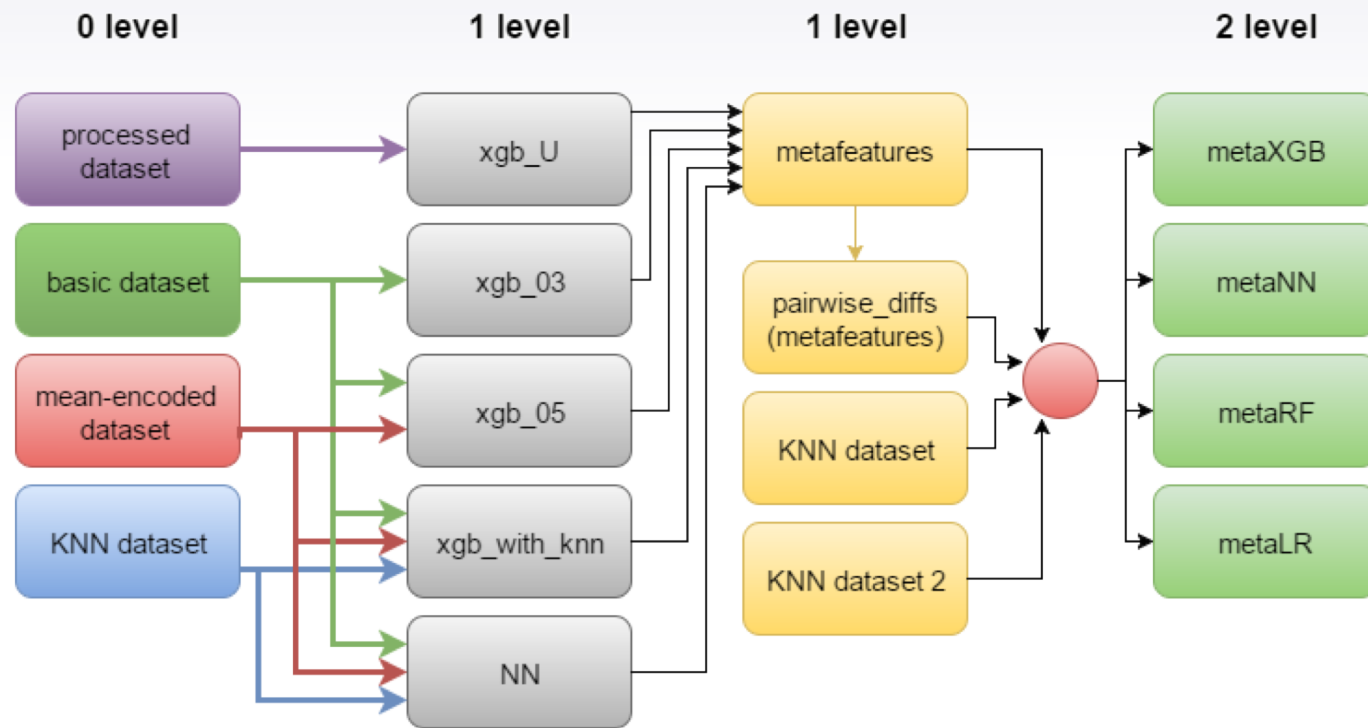 0 level
1 level
1 level
2 level
processed
dataset
basic dataset
mean-encoded
dataset
KNN dataset
xgb_U
xgb_03
xgb_05
xgb_with_knn
NN
metafeatures
pairwise_diffs
(metafeatures)
KNN dataset
KNN dataset 2
metaXGB
metaNN
metaRF
metaLR